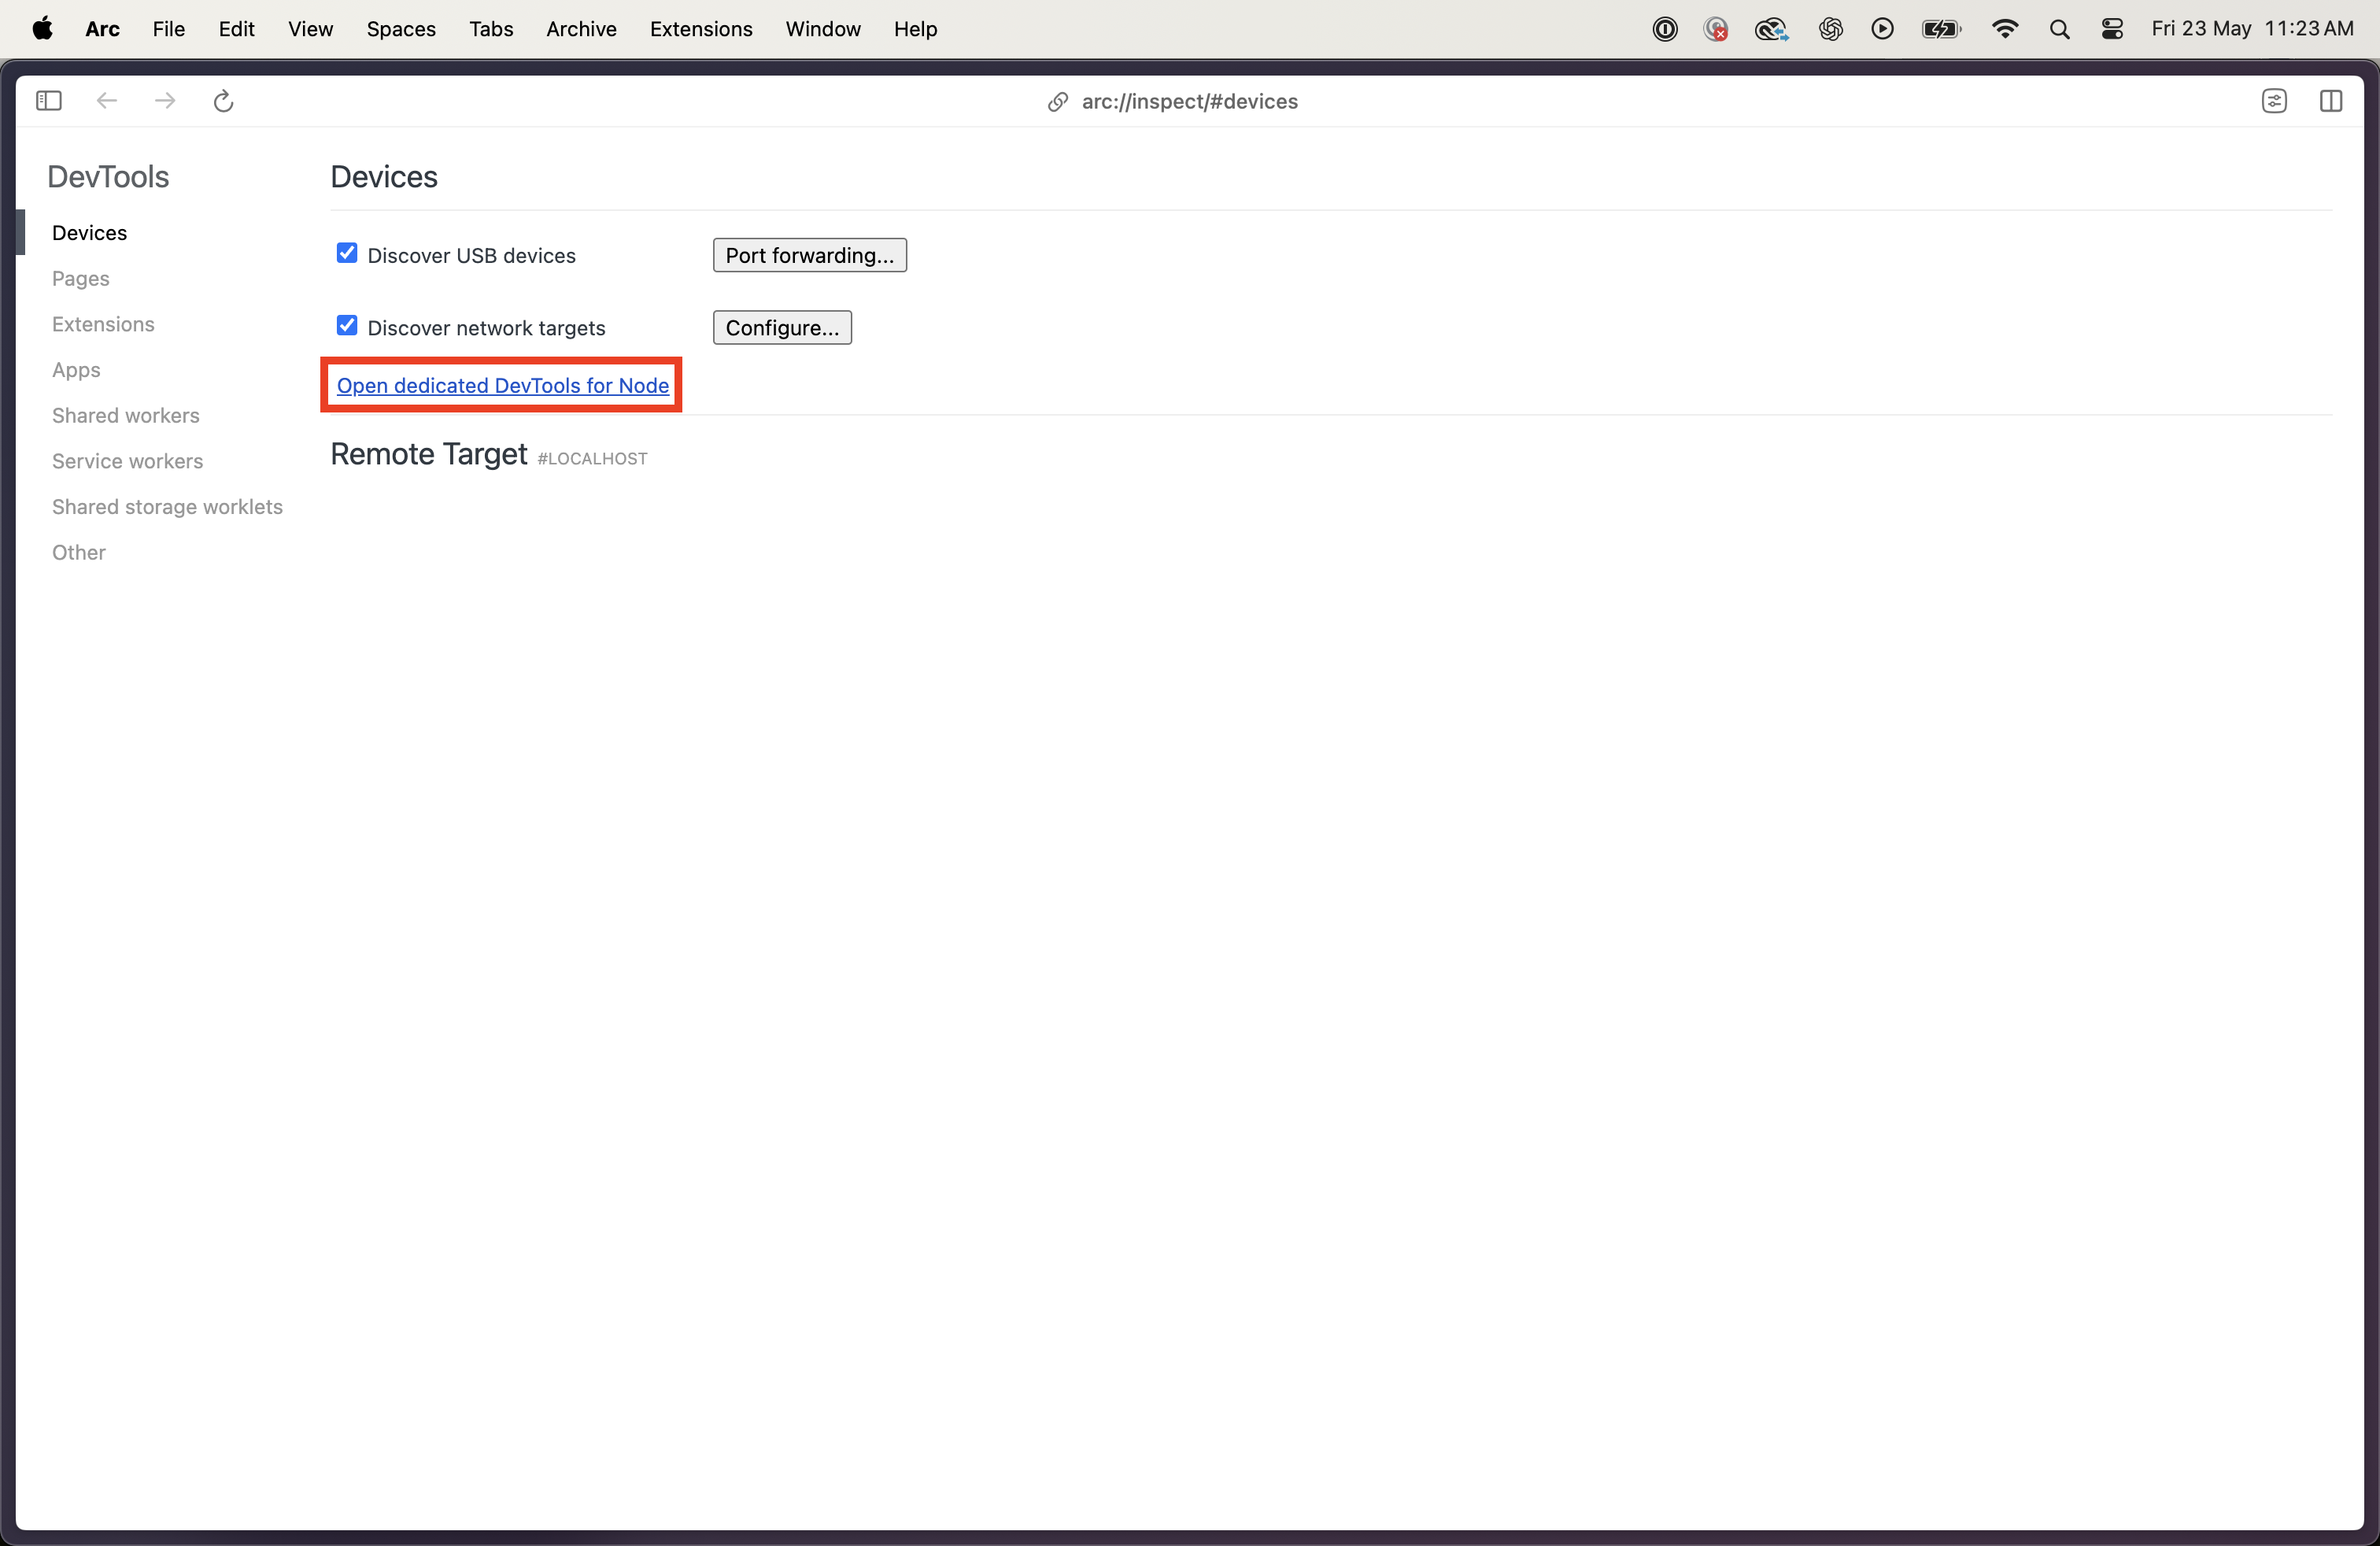 Arc File Edit View Spaces Tabs Archive Extensions Window Help Fri 23 May 11:23 AM
arc://inspect/#devices
DevTools
Devices
Pages
Extensions
Apps
Shared workers
Service workers
Shared storage worklets
Other
Devices
Discover USB devices Port forwarding...
Discover network targets Configure...
Open dedicated DevTools for Node
Remote Target #LOCALHOST